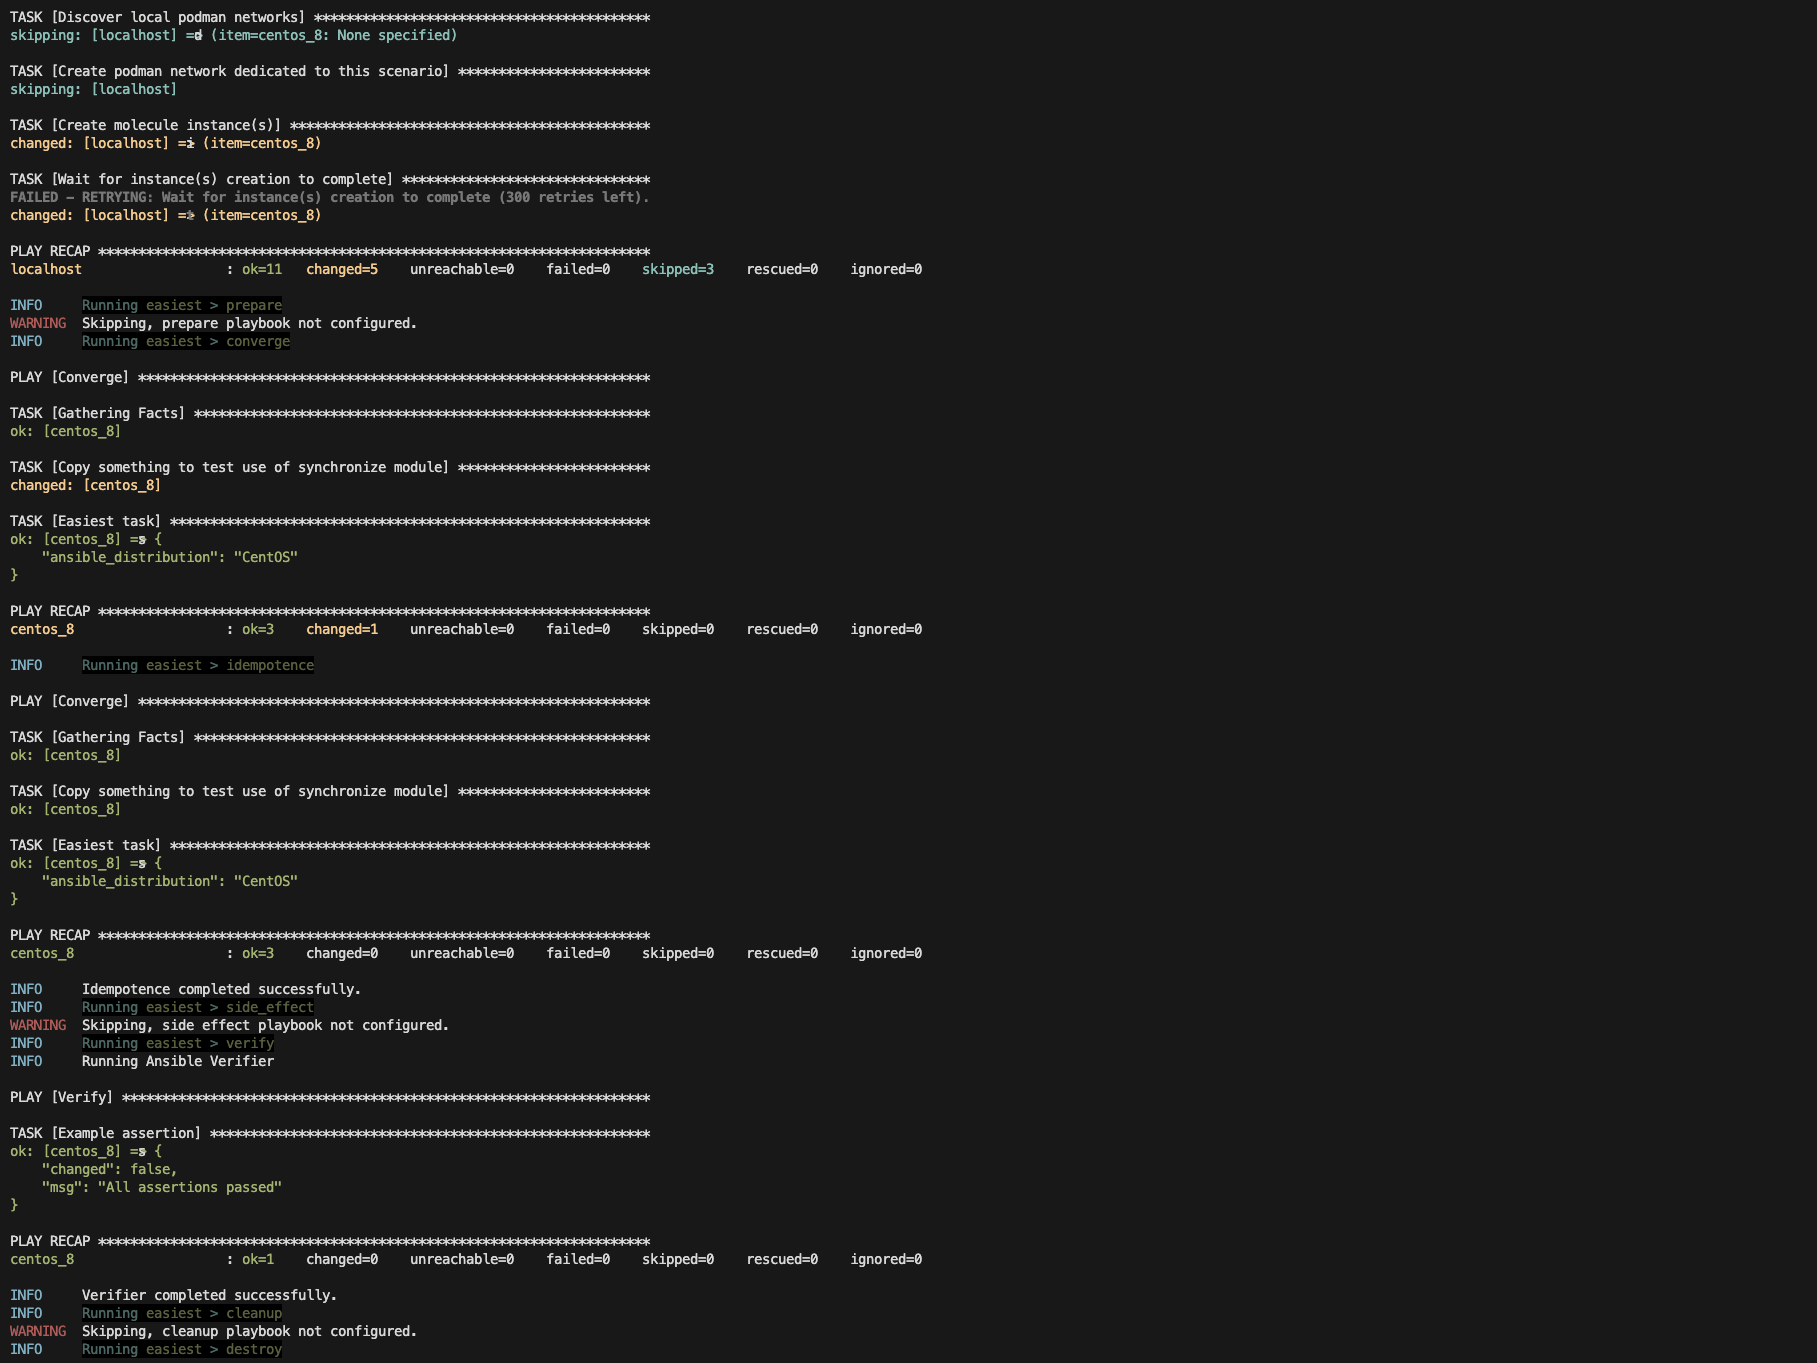 TASK [Discover local podman networks] ******************************************
skipping: [localhost] => (item=centos_8: None specified)
TASK [Create podman network dedicated to this scenario] ************************
skipping: [localhost]
TASK [Create molecule instance(s)] *********************************************
changed: [localhost] => (item=centos_8)
TASK [Wait for instance(s) creation to complete] *******************************
FAILED - RETRYING: Wait for instance(s) creation to complete (300 retries left).
changed: [localhost] => (item=centos_8)
PLAY RECAP *********************************************************************
localhost                  : ok=11   changed=5    unreachable=0    failed=0    skipped=3    rescued=0    ignored=0
INFO     Running easiest > prepare
WARNING  Skipping, prepare playbook not configured.
INFO     Running easiest > converge
PLAY [Converge] ****************************************************************
TASK [Gathering Facts] *********************************************************
ok: [centos_8]
TASK [Copy something to test use of synchronize module] ************************
changed: [centos_8]
TASK [Easiest task] ************************************************************
ok: [centos_8] => {
    "ansible_distribution": "CentOS"
}
PLAY RECAP *********************************************************************
centos_8                   : ok=3    changed=1    unreachable=0    failed=0    skipped=0    rescued=0    ignored=0
INFO     Running easiest > idempotence
PLAY [Converge] ****************************************************************
TASK [Gathering Facts] *********************************************************
ok: [centos_8]
TASK [Copy something to test use of synchronize module] ************************
ok: [centos_8]
TASK [Easiest task] ************************************************************
ok: [centos_8] => {
    "ansible_distribution": "CentOS"
}
PLAY RECAP *********************************************************************
centos_8                   : ok=3    changed=0    unreachable=0    failed=0    skipped=0    rescued=0    ignored=0
INFO     Idempotence completed successfully.
INFO     Running easiest > side_effect
WARNING  Skipping, side effect playbook not configured.
INFO     Running easiest > verify
INFO     Running Ansible Verifier
PLAY [Verify] ******************************************************************
TASK [Example assertion] *******************************************************
ok: [centos_8] => {
    "changed": false,
    "msg": "All assertions passed"
}
PLAY RECAP *********************************************************************
centos_8                   : ok=1    changed=0    unreachable=0    failed=0    skipped=0    rescued=0    ignored=0
INFO     Verifier completed successfully.
INFO     Running easiest > cleanup
WARNING  Skipping, cleanup playbook not configured.
INFO     Running easiest > destroy